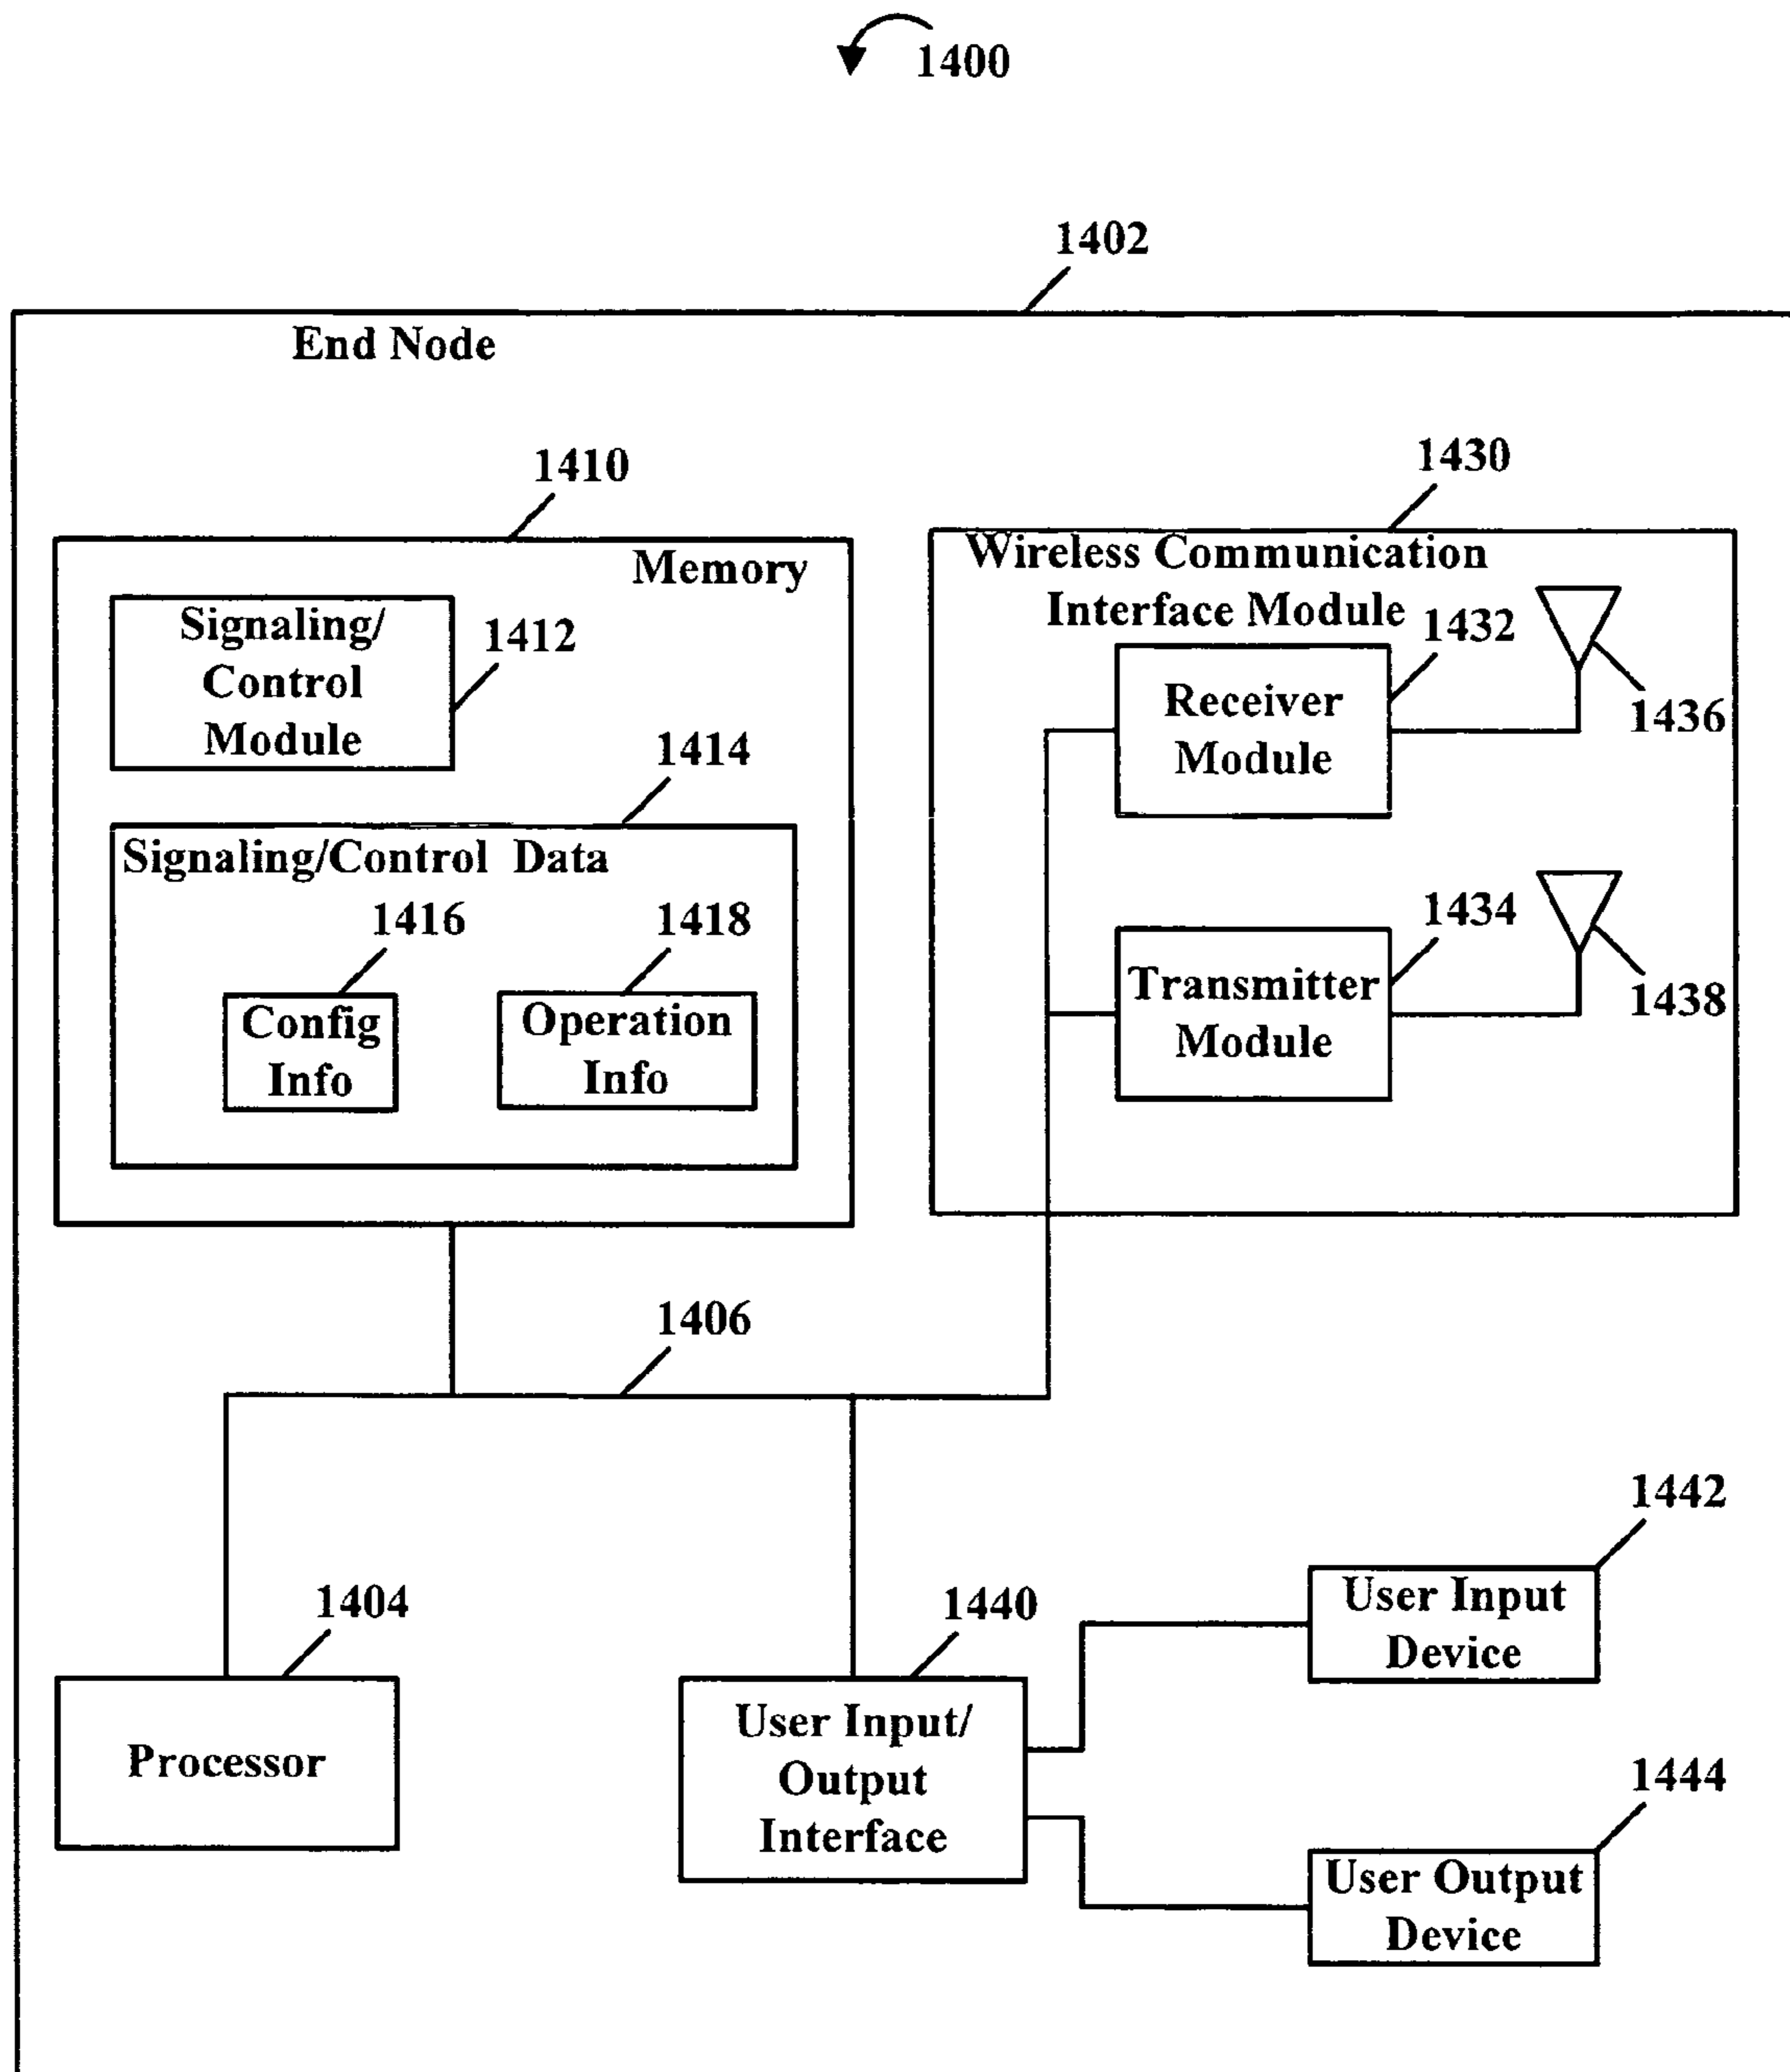 1400
1402
End Node
1410
Memory
Signaling/
Control
Module
1412
1414
Signaling/Control Data
1416
1418
Config
Info
Operation
Info
1430
Wireless Communication
Interface Module
1432
Receiver
Module
1436
1434
Transmitter
Module
1438
1406
1404
Processor
1440
User Input/
Output
Interface
1442
User Input
Device
1444
User Output
Device